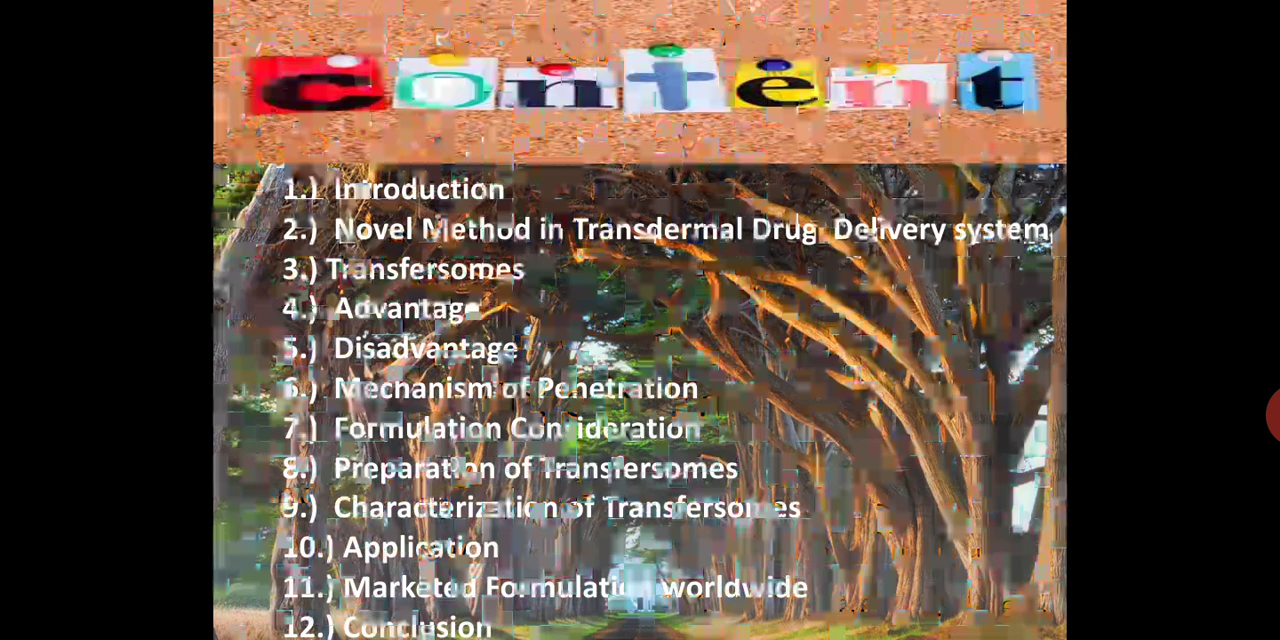 content
1.) Introduction
2.) Novel Method in Transdermal Drug Delivery system
3.) Transfersomes
4.) Advantage
5.) Disadvantage
6.) Mechanism of Penetration
7.) Formulation Consideration
8.) Preparation of Transfersomes
9.) Characterization of Transfersomes
10.) Application
11.) Marketed Formulation worldwide
12.) Conclusion